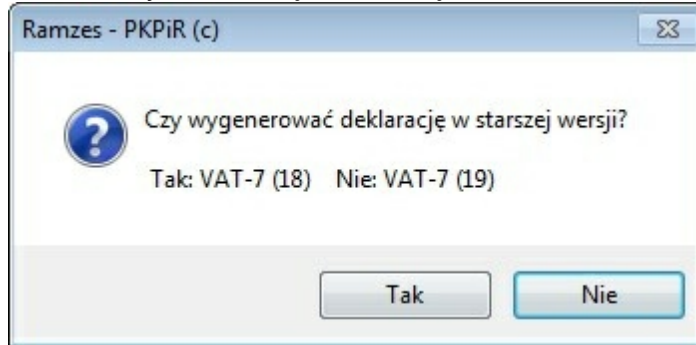 Ramzes - PKPiR (c)
Czy wygenerować deklarację w starszej wersji?
Tak: VAT-7 (18) Nie: VAT-7 (19)
Tak Nie